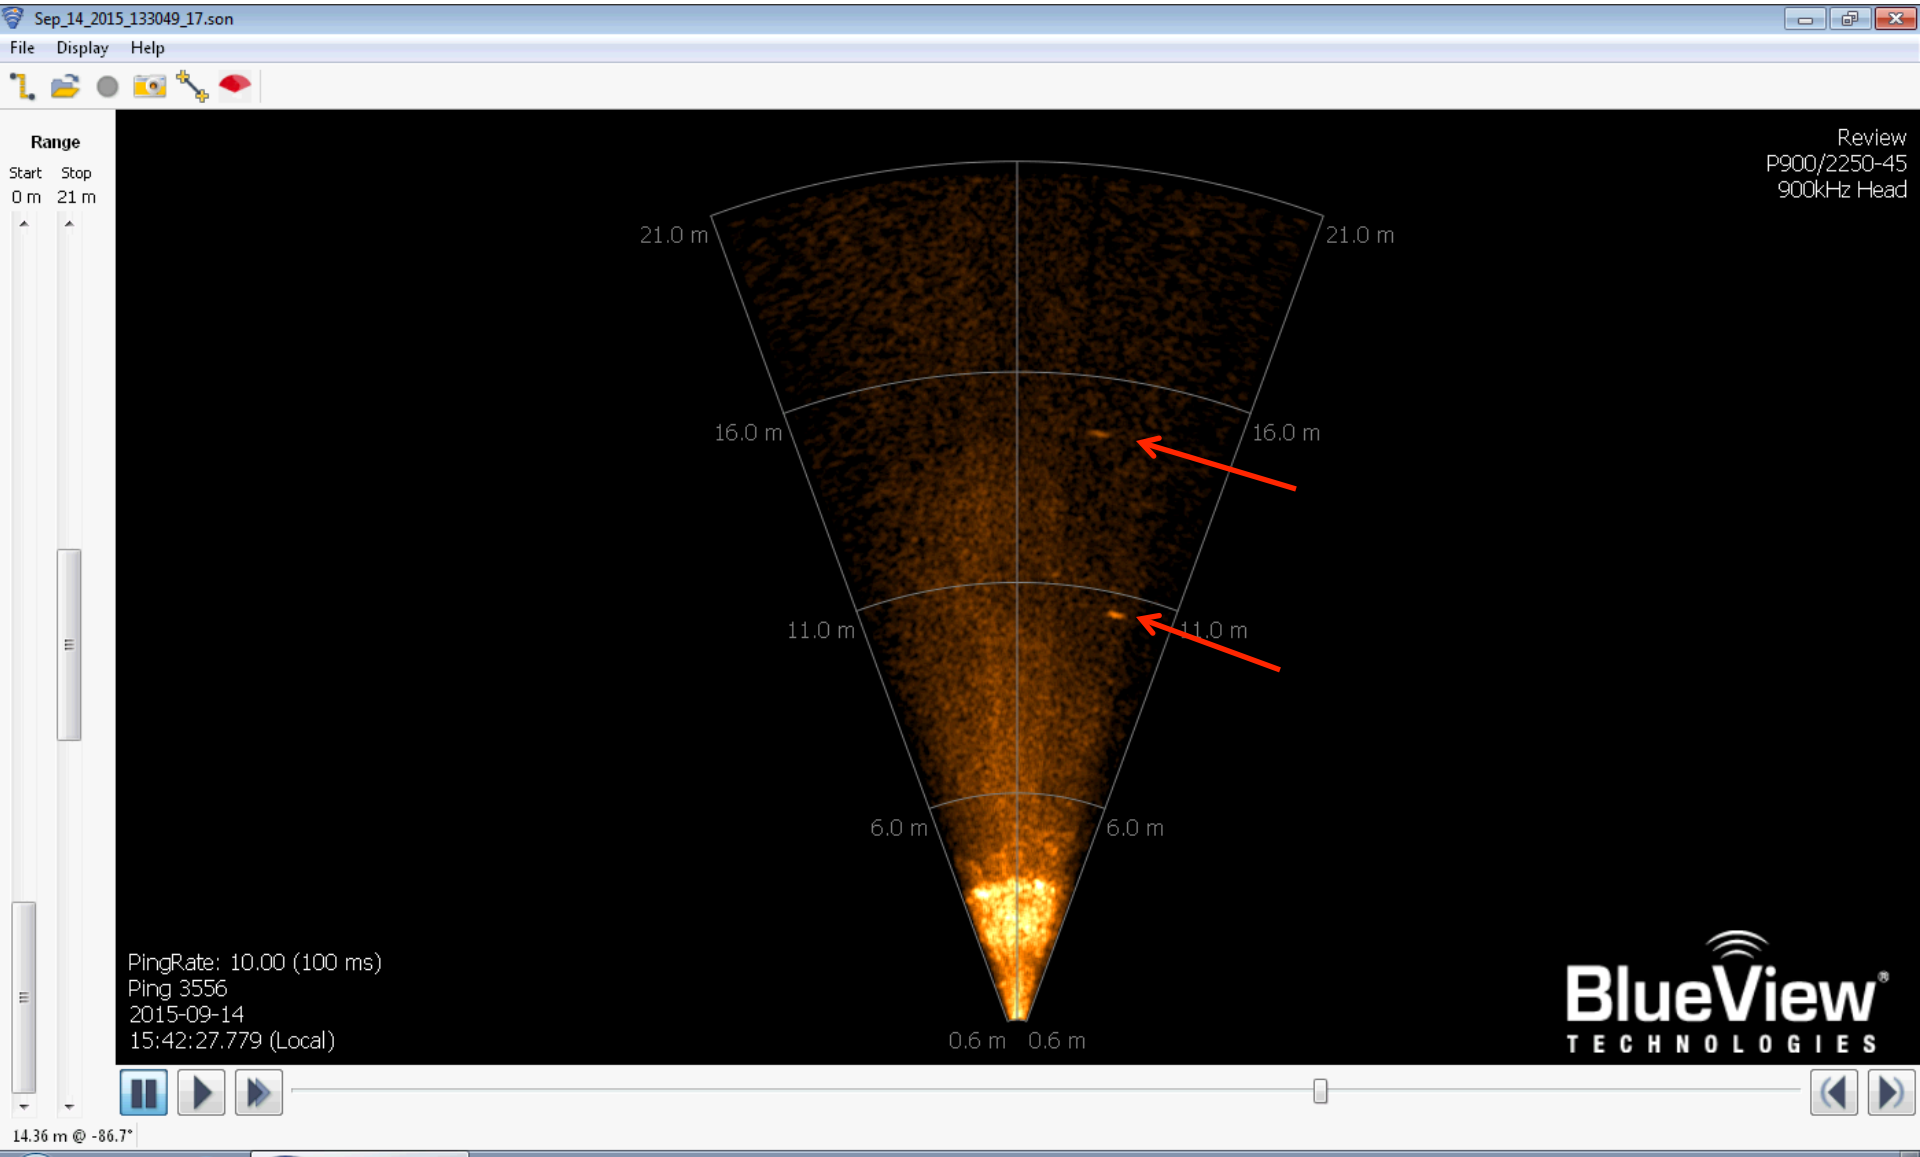 Sep_14_2015_133049_17.son
File Display Help
Range
Start Stop
0 m 21 m
Review
P900/2250-45
900kHz Head
21.0 m 21.0 m
16.0 m 16.0 m
11.0 m 11.0 m
6.0 m 6.0 m
0.6 m 0.6 m
PingRate: 10.00 (100 ms)
Ping 3556
2015-09-14
15:42:27.779 (Local)
BlueView®
TECHNOLOGIES
14.36 m @ -86.7°